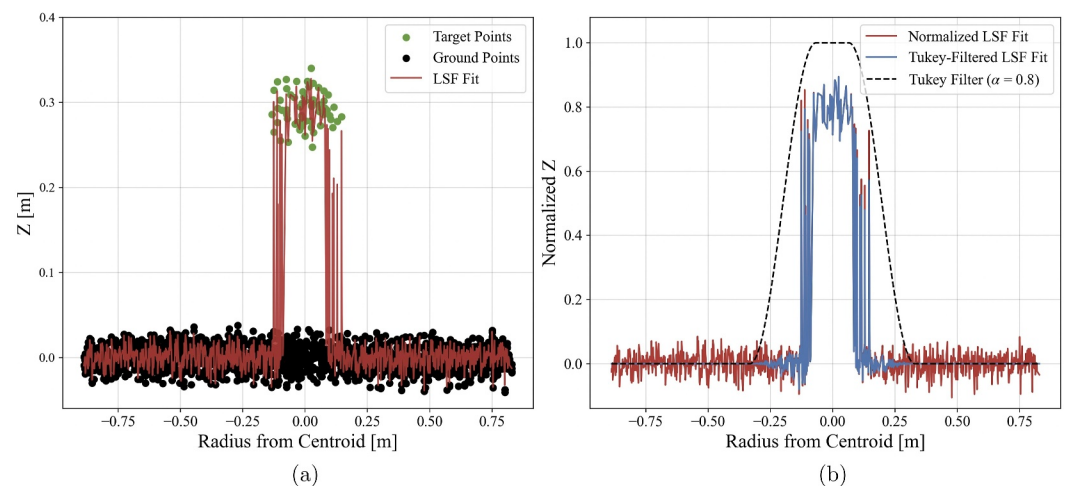 0.4
0.3
0.2
0.1
0.0
Z [m]
Target Points
Ground Points
LSF Fit
−0.75 −0.50 −0.25 0.00 0.25 0.50 0.75
Radius from Centroid [m]
(a)
1.0
0.8
0.6
0.4
0.2
0.0
Normalized Z
Normalized LSF Fit
Tukey-Filtered LSF Fit
Tukey Filter (α = 0.8)
−0.75 −0.50 −0.25 0.00 0.25 0.50 0.75
Radius from Centroid [m]
(b)